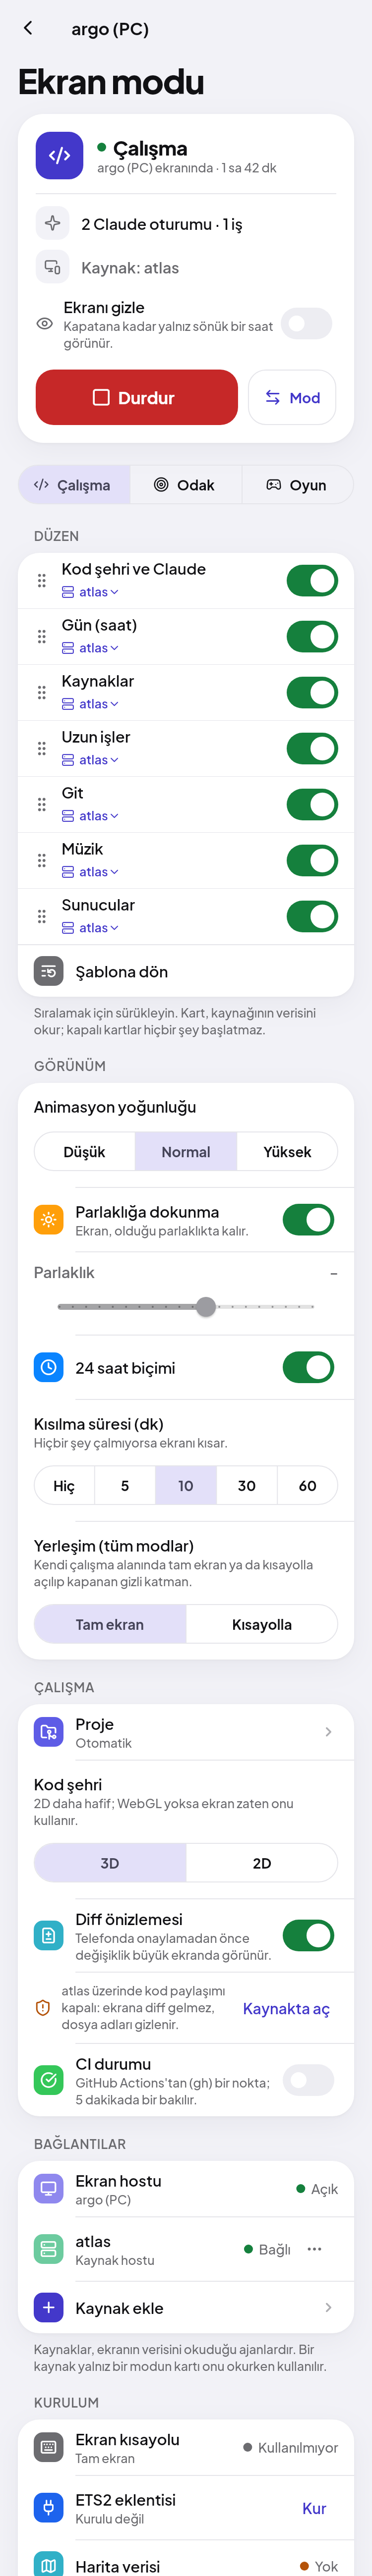 argo (PC)
Ekran modu
Çalışma
argo (PC) ekranında · 1 sa 42 dk
2 Claude oturumu · 1 iş
Kaynak: atlas
Ekranı gizle
Kapatana kadar yalnız sönük bir saat
görünür.
Durdur
Mod
Çalışma
Odak
Oyun
DÜZEN
Kod şehri ve Claude
atlas
Gün (saat)
atlas
Kaynaklar
atlas
Uzun işler
atlas
Git
atlas
Müzik
atlas
Sunucular
atlas
Şablona dön
Sıralamak için sürükleyin. Kart, kaynağının verisini
okur; kapalı kartlar hiçbir şey başlatmaz.
GÖRÜNÜM
Animasyon yoğunluğu
Düşük
Normal
Yüksek
Parlaklığa dokunma
Ekran, olduğu parlaklıkta kalır.
Parlaklık
–
24 saat biçimi
Kısılma süresi (dk)
Hiçbir şey çalmıyorsa ekranı kısar.
Hiç
5
10
30
60
Yerleşim (tüm modlar)
Kendi çalışma alanında tam ekran ya da kısayolla
açılıp kapanan gizli katman.
Tam ekran
Kısayolla
ÇALIŞMA
Proje
Otomatik
Kod şehri
2D daha hafif; WebGL yoksa ekran zaten onu
kullanır.
3D
2D
Diff önizlemesi
Telefonda onaylamadan önce
değişiklik büyük ekranda görünür.
atlas üzerinde kod paylaşımı
kapalı: ekrana diff gelmez,
dosya adları gizlenir.
Kaynakta aç
CI durumu
GitHub Actions'tan (gh) bir nokta;
5 dakikada bir bakılır.
BAĞLANTILAR
Ekran hostu
argo (PC)
Açık
atlas
Kaynak hostu
Bağlı
Kaynak ekle
Kaynaklar, ekranın verisini okuduğu ajanlardır. Bir
kaynak yalnız bir modun kartı onu okurken kullanılır.
KURULUM
Ekran kısayolu
Tam ekran
Kullanılmıyor
ETS2 eklentisi
Kurulu değil
Kur
Harita verisi
Yok